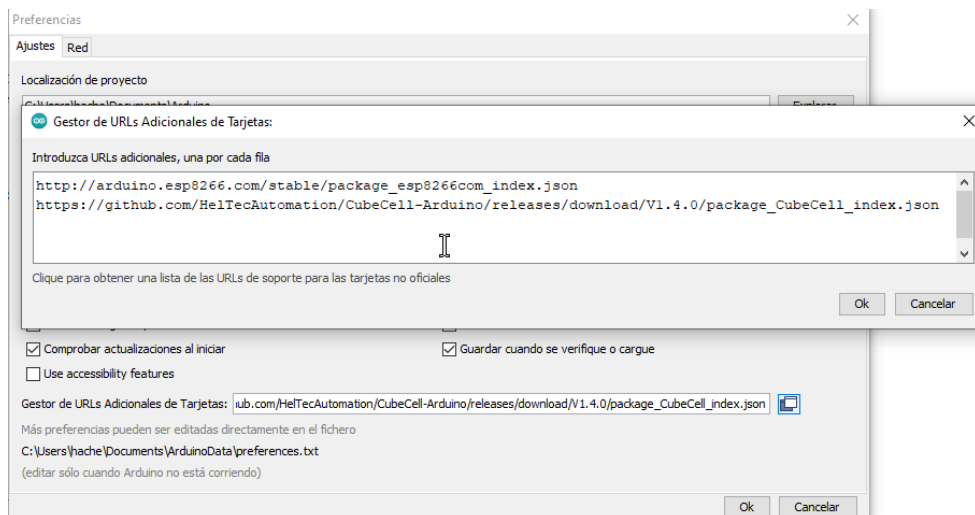 Preferencias
Ajustes Red
Localización de proyecto
Gestor de URLs Adicionales de Tarjetas:
Introduzca URLs adicionales, una por cada fila
http://arduino.esp8266.com/stable/package_esp8266com_index.json
https://github.com/HelTecAutomation/CubeCell-Arduino/releases/download/V1.4.0/package_CubeCell_index.json
Clique para obtener una lista de las URLs de soporte para las tarjetas no oficiales
Ok Cancelar
Comprobar actualizaciones al iniciar Guardar cuando se verifique o cargue
Use accessibility features
Gestor de URLs Adicionales de Tarjetas: ub.com/HelTecAutomation/CubeCell-Arduino/releases/download/V1.4.0/package_CubeCell_index.json
Más preferencias pueden ser editadas directamente en el fichero
C:\Users\hache\Documents\ArduinoData\preferences.txt
(editar sólo cuando Arduino no está corriendo)
Ok Cancelar